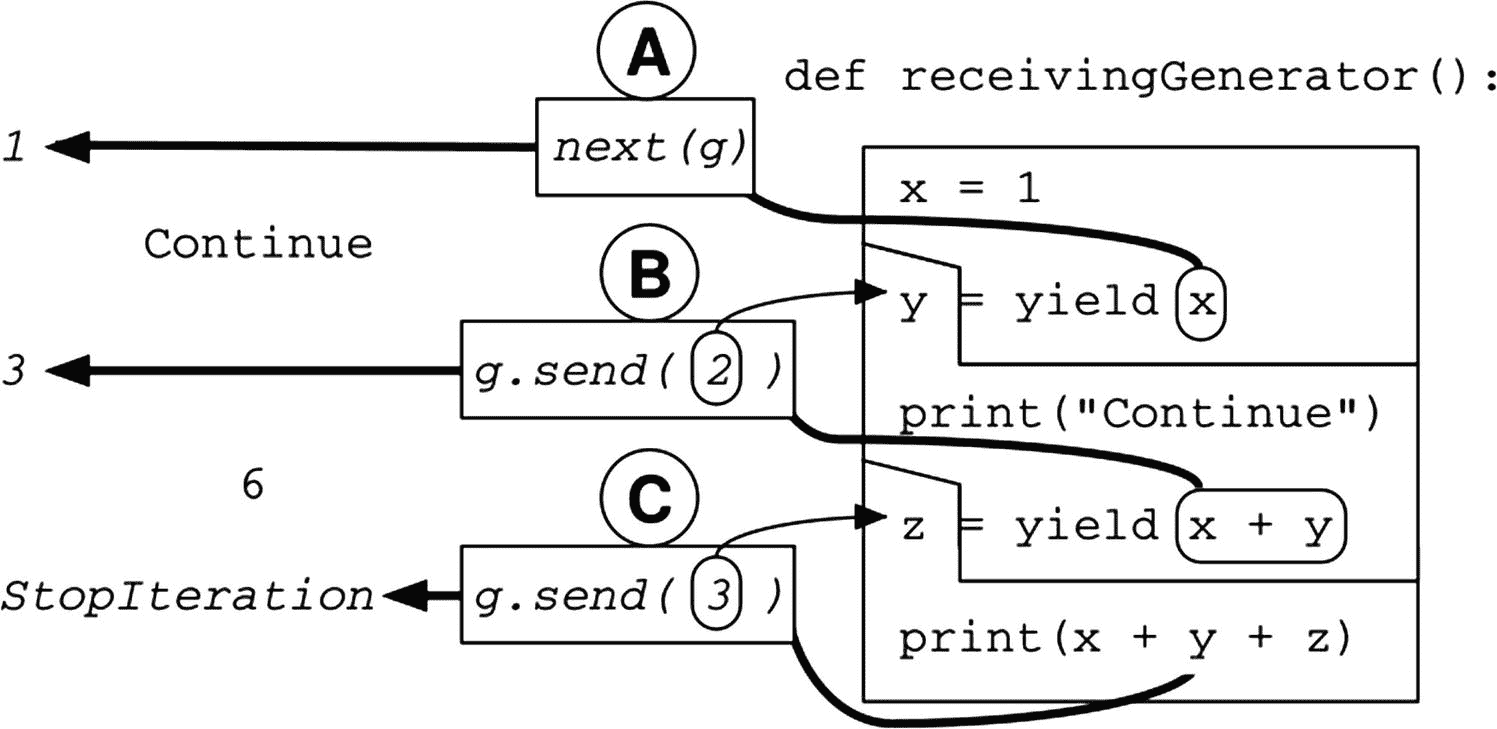 A
def receivingGenerator():
1
next(g)
x = 1
Continue
B
y = yield x
3
g.send( 2 )
print("Continue")
6
C
z = yield x + y
StopIteration
g.send( 3 )
print(x + y + z)